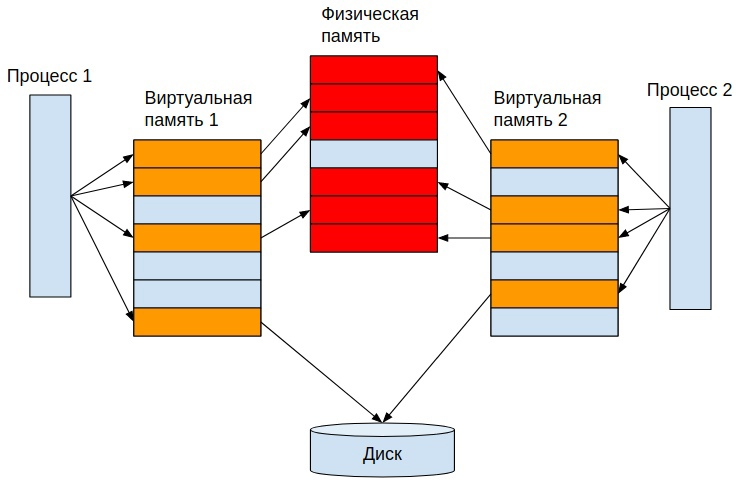 Физическая
память
Процесс 1
Виртуальная
память 1
Виртуальная
память 2
Процесс 2
Диск